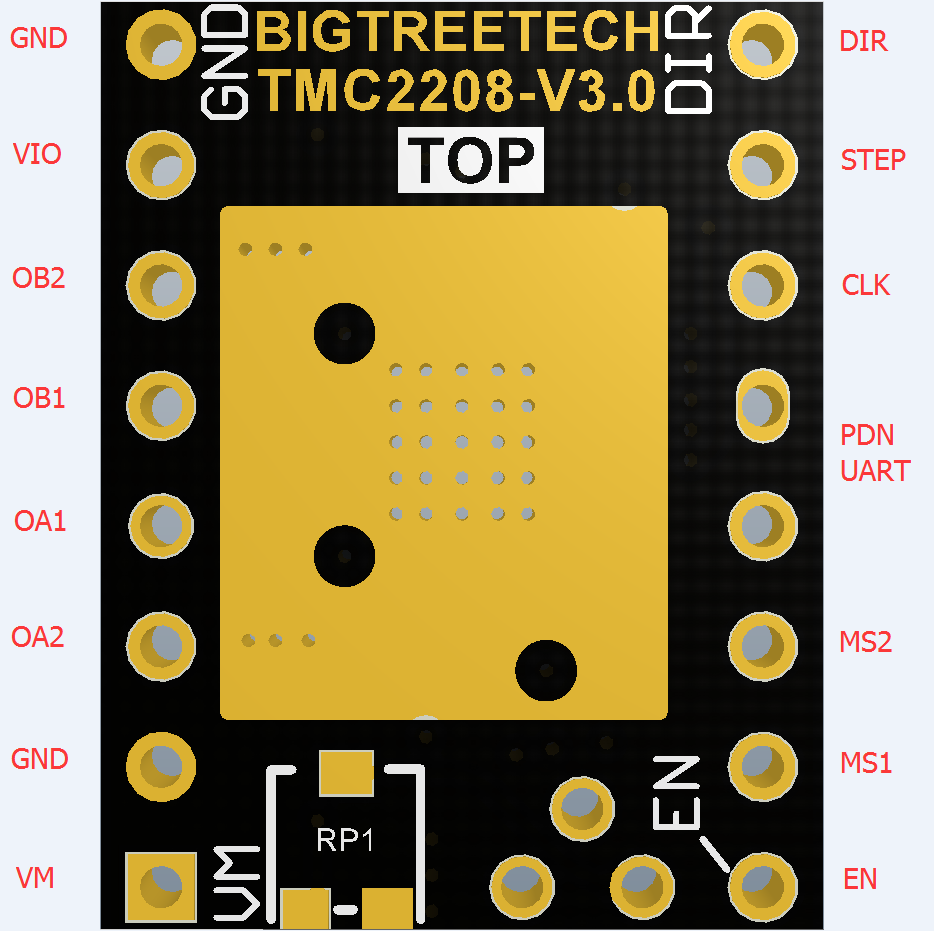 GND
GND
BIGTREETECH
TMC2208-V3.0
DIR
DIR
TOP
VIO
STEP
OB2
CLK
OB1
PDN
UART
OA1
OA2
MS2
GND
MS1
EN
RP1
VM
VM
EN